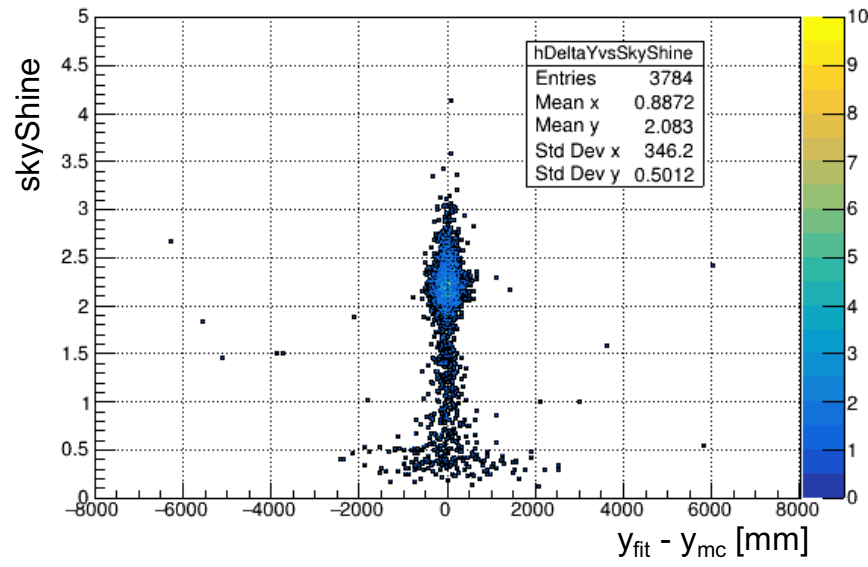 hDeltaYvsSkyShine
Entries 3784
Mean x 0.8872
Mean y 2.083
Std Dev x 346.2
Std Dev y 0.5012
skyShine
5
4.5
4
3.5
3
2.5
2
1.5
1
0.5
0
−8000 −6000 −4000 −2000 0 2000 4000 6000 8000
y_fit - y_mc [mm]
10
9
8
7
6
5
4
3
2
1
0